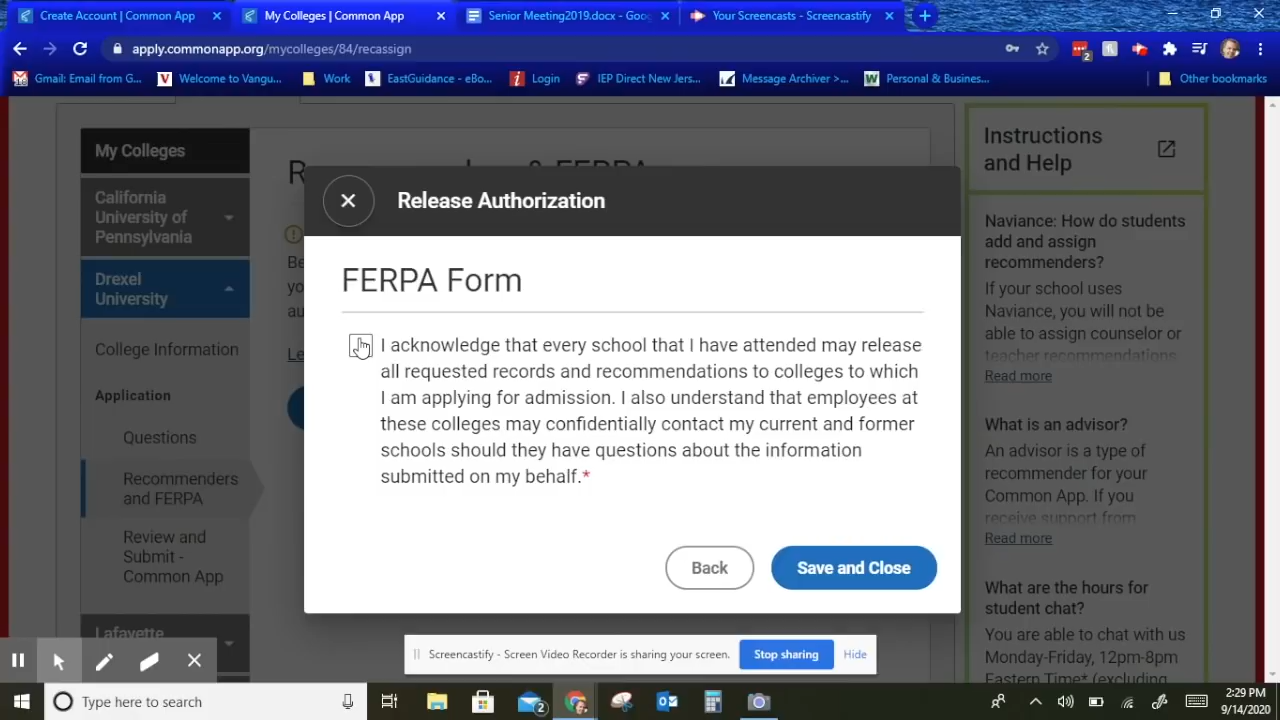 Create Account | Common App
My Colleges | Common App
Senior Meeting2019.docx - Goo
Your Screencasts - Screencastify
apply.commonapp.org/mycolleges/84/recassign
Gmail: Email from G...
Welcome to Vangu...
Work
EastGuidance - eBo...
Login
IEP Direct New Jers...
Message Archiver >...
Personal & Busines...
Other bookmarks
My Colleges
California
University of
Pennsylvania
Drexel
University
College Information
Application
Questions
Recommenders
and FERPA
Review and
Submit -
Common App
Lafayette
Release Authorization
FERPA Form
I acknowledge that every school that I have attended may release
all requested records and recommendations to colleges to which
I am applying for admission. I also understand that employees at
these colleges may confidentially contact my current and former
schools should they have questions about the information
submitted on my behalf.*
Back
Save and Close
Instructions
and Help
Naviance: How do students
add and assign
recommenders?
If your school uses
Naviance, you will not be
able to assign counselor or
teacher recommendations
Read more
What is an advisor?
An advisor is a type of
recommender for your
Common App. If you
receive support from
Read more
What are the hours for
student chat?
You are able to chat with us
Monday-Friday, 12pm-8pm
Eastern Time* (excluding
Screencastify - Screen Video Recorder is sharing your screen.
Stop sharing
Hide
Type here to search
2
2:29 PM
9/14/2020